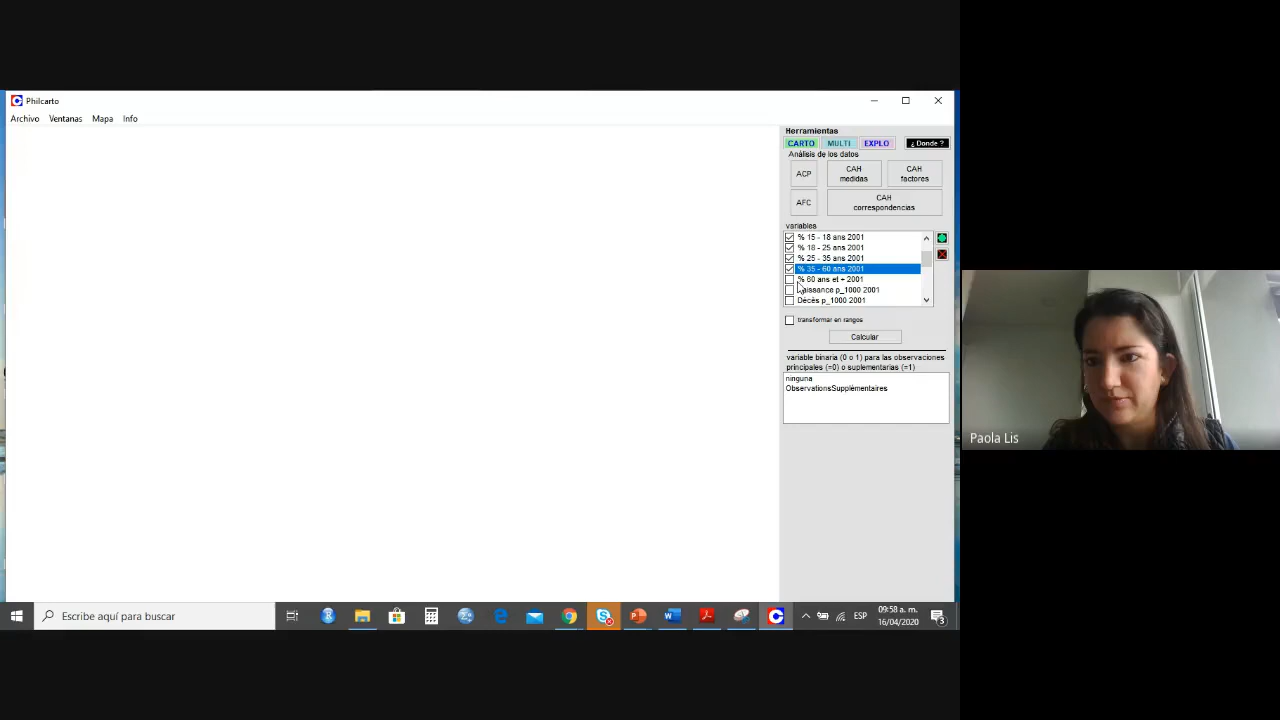 Philcarto
Archivo Ventanas Mapa Info
Herramientas
CARTO MULTI EXPLO ¿ Donde ?
Análisis de los datos
ACP CAH medidas CAH factores
AFC CAH correspondencias
variables
% 15 - 18 ans 2001
% 18 - 25 ans 2001
% 25 - 35 ans 2001
% 35 - 60 ans 2001
% 60 ans et + 2001
aissance p_1000 2001
Décès p_1000 2001
transformar en rangos
Calcular
variable binaria (0 o 1) para las observaciones
principales (=0) o suplementarias (=1)
ninguna
ObservationsSupplémentaires
Paola Lis
Escribe aquí para buscar
ESP
09:58 a. m.
16/04/2020
3